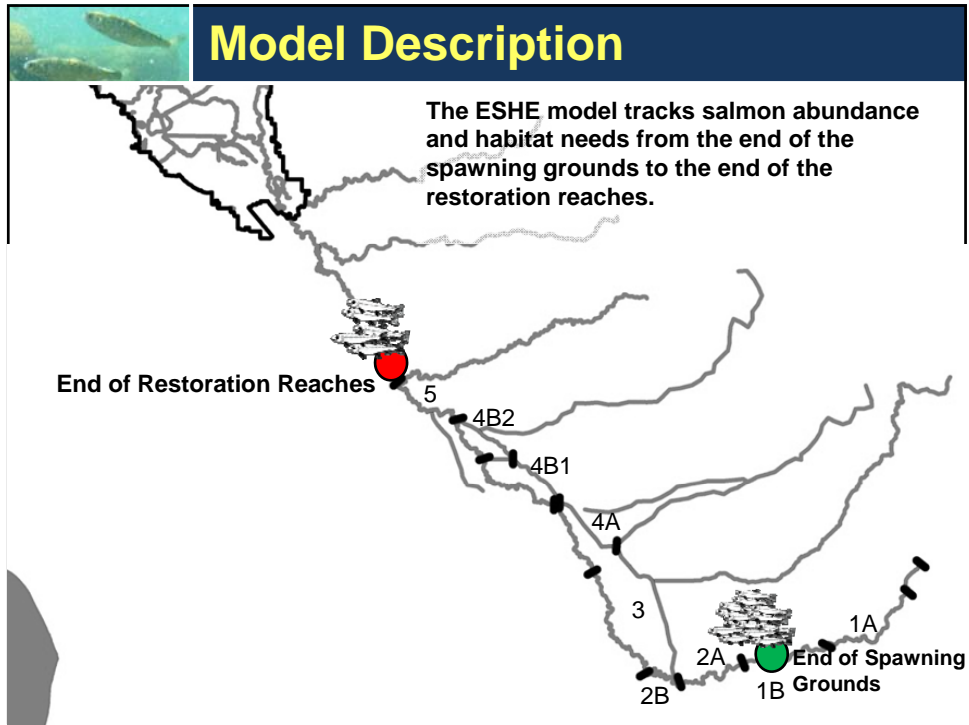 Model Description
The ESHE model tracks salmon abundance
and habitat needs from the end of the
spawning grounds to the end of the
restoration reaches.
End of Restoration Reaches
5
4B2
4B1
4A
3
1A
2A
End of Spawning
Grounds
2B
1B